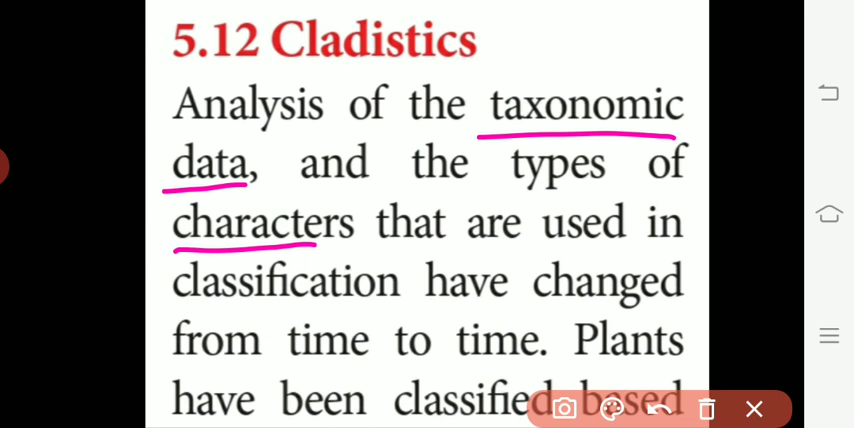 5.12 Cladistics
Analysis of the taxonomic
data, and the types of
characters that are used in
classification have changed
from time to time. Plants
have been classified based